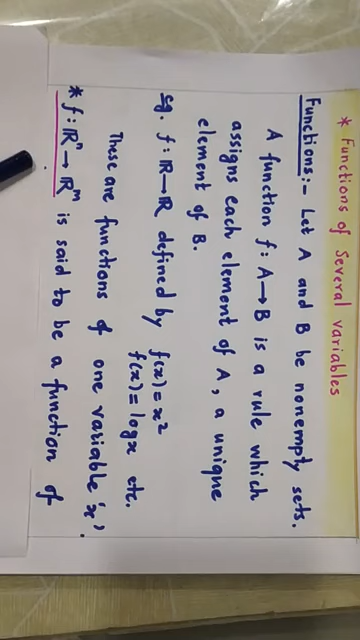 * Functions of Several Variables
Functions:- Let A and B be nonempty sets.
A function f: A→B is a rule which
assigns each element of A, a unique
element of B.
eg. f: ℝ→ℝ defined by f(x)=x²
f(x)=logx etc.
These are functions of one variable 'x'.
* f: ℝⁿ→ ℝᵐ is said to be a function of